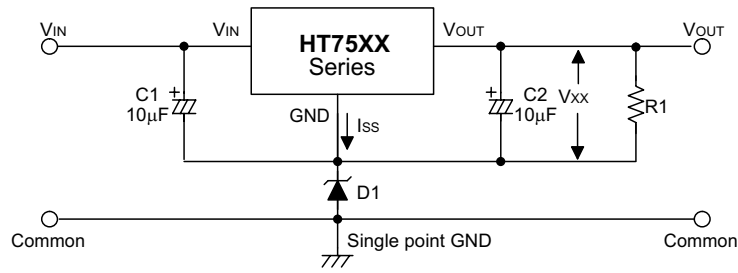 VIN
VIN
HT75XX
Series
VOUT
VOUT
C1
10μF
+
GND
ISS
+
C2
10μF
VXX
R1
D1
Common
Single point GND
Common